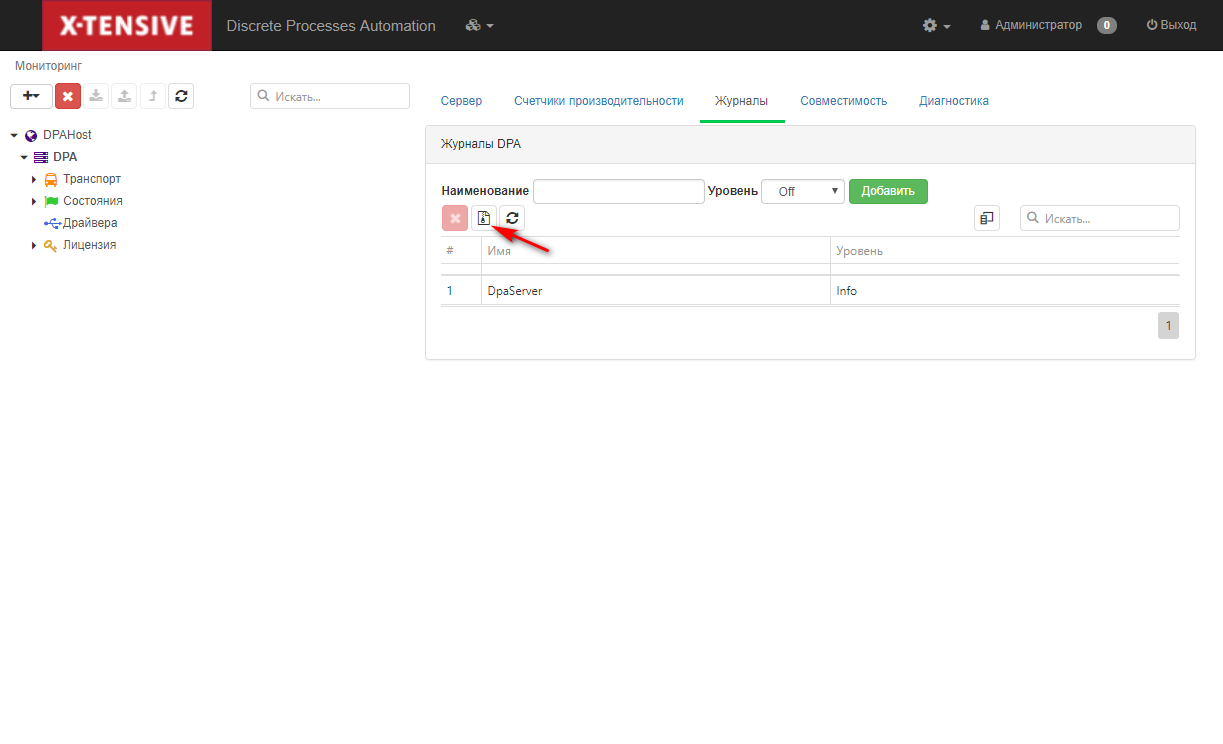 X-TENSIVE Discrete Processes Automation Администратор 0 Выход
Мониторинг
Искать...
Сервер Счетчики производительности Журналы Совместимость Диагностика
DPAHost
DPA
Транспорт
Состояния
Драйвера
Лицензия
Журналы DPA
Наименование Уровень Off Добавить
Искать...
# Имя Уровень
1 DpaServer Info
1